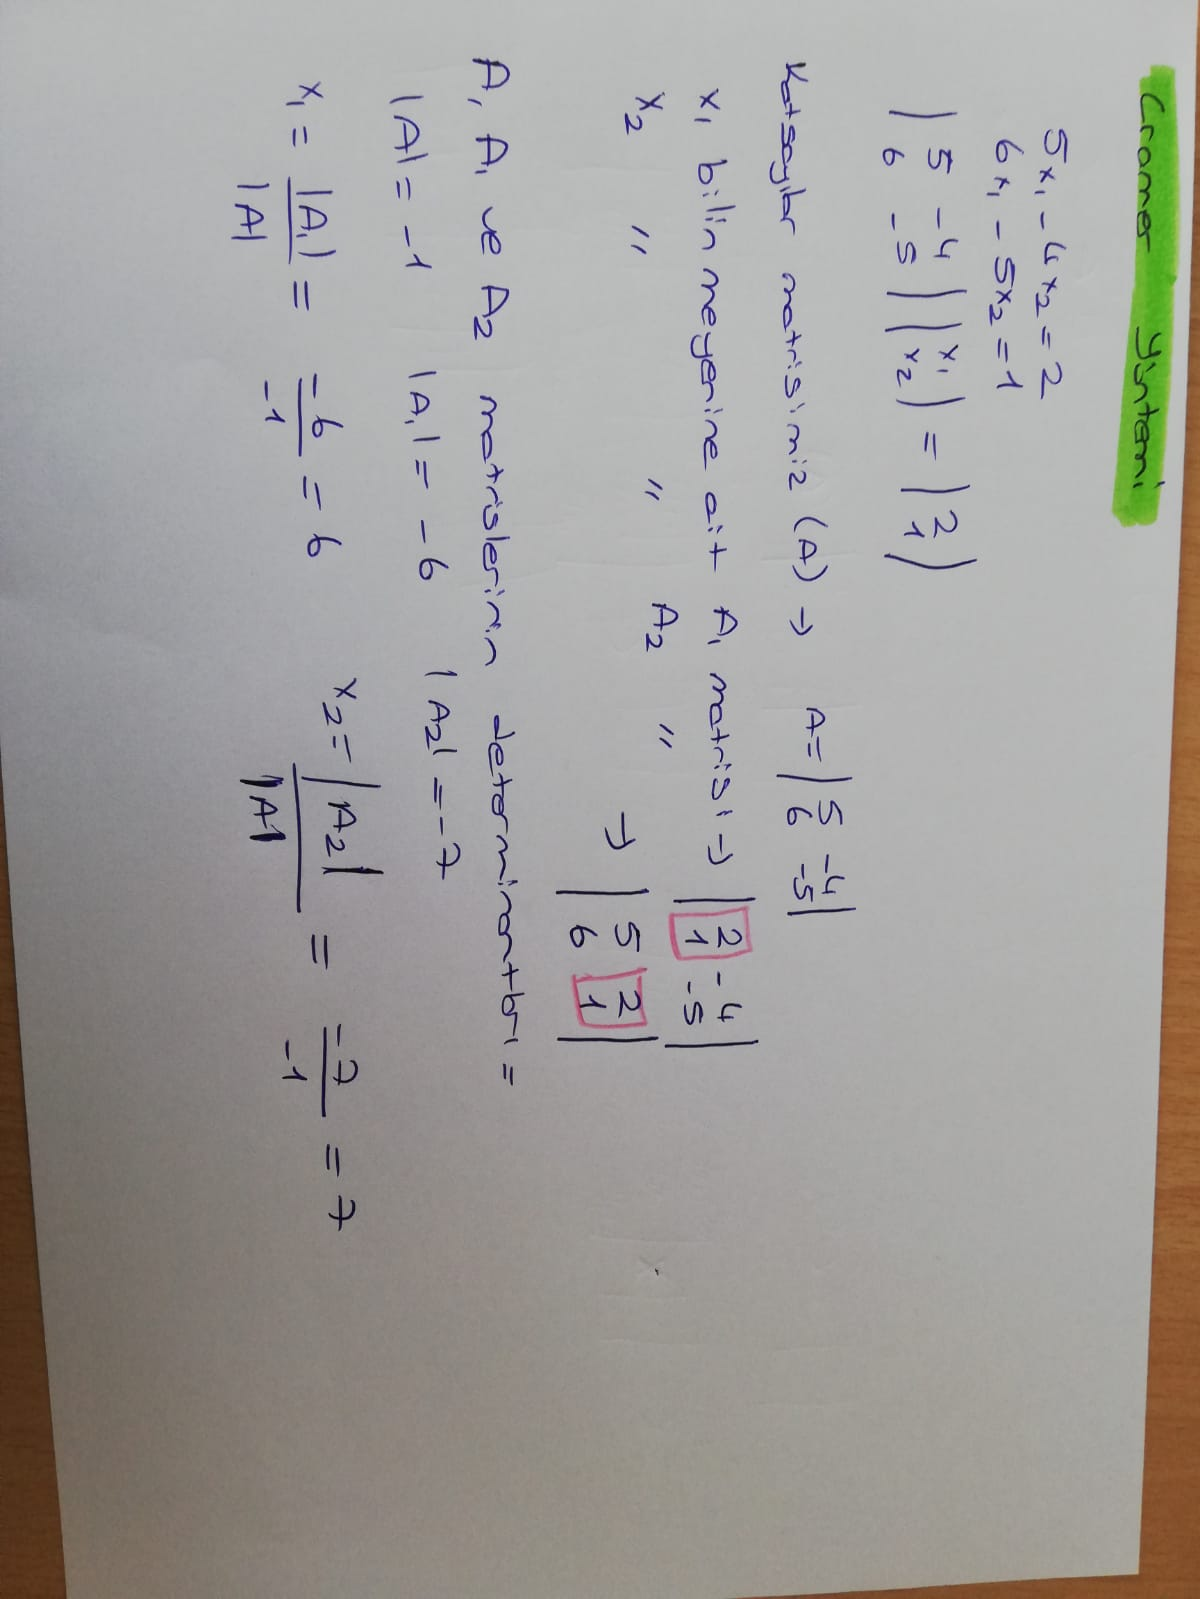 Cramer Yöntemi
5x₁ - 4x₂ = 2
6x₁ - 5x₂ = 1
| 5 -4 | | x₁ | = | 2 |
| 6 -5 | | x₂ | | 1 |
Katsayılar matrisimiz (A) → A = | 5 -4 |
| 6 -5 |
x₁ bilinmeyenine ait A₁ matrisi → | 2 -4 |
| 1 -5 |
x₂ " " A₂ " → | 5 2 |
| 6 1 |
A, A₁ ve A₂ matrislerinin determinantları =
|A| = -1 |A₁| = -6 |A₂| = -7
x₁ = |A₁| / |A| = -6 / -1 = 6
x₂ = |A₂| / |A| = -7 / -1 = 7